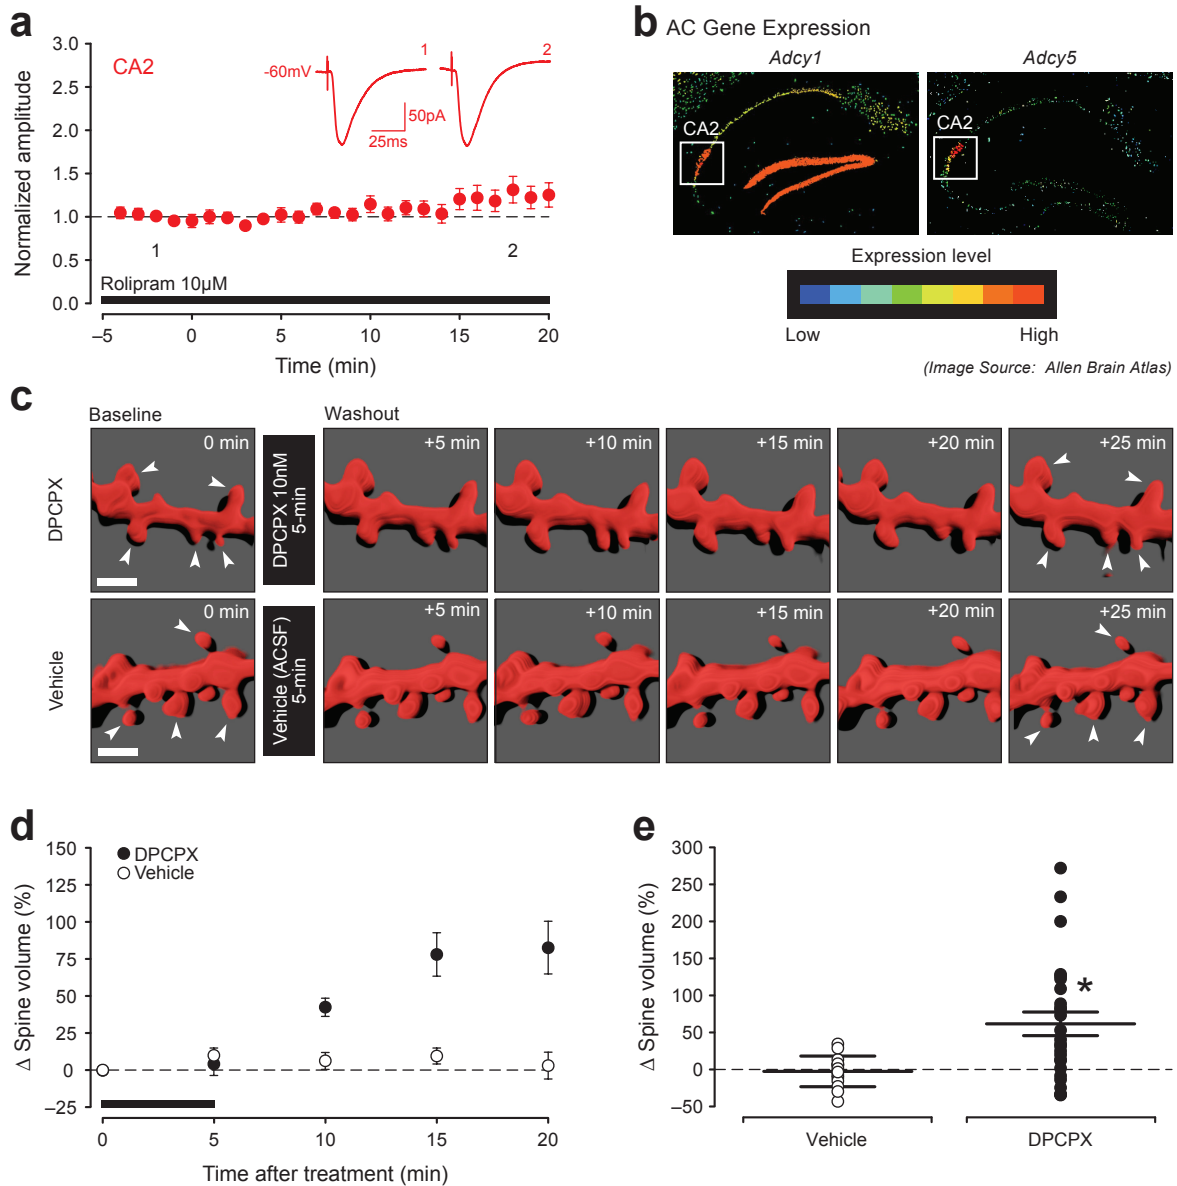 a
3.0
2.5
2.0
1.5
1.0
0.5
0.0
Normalized amplitude
CA2
-60mV
1
2
50pA
25ms
1
2
Rolipram 10µM
–5
0
5
10
15
20
Time (min)
b AC Gene Expression
Adcy1
Adcy5
CA2
CA2
Expression level
Low
High
(Image Source: Allen Brain Atlas)
c
Baseline
Washout
DPCPX
0 min
DPCPX 10nM
5-min
+5 min
+10 min
+15 min
+20 min
+25 min
Vehicle
0 min
Vehicle (ACSF)
5-min
+5 min
+10 min
+15 min
+20 min
+25 min
d
150
125
100
75
50
25
0
–25
Δ Spine volume (%)
DPCPX
Vehicle
0
5
10
15
20
Time after treatment (min)
e
300
250
200
150
100
50
0
–50
Δ Spine volume (%)
*
Vehicle
DPCPX